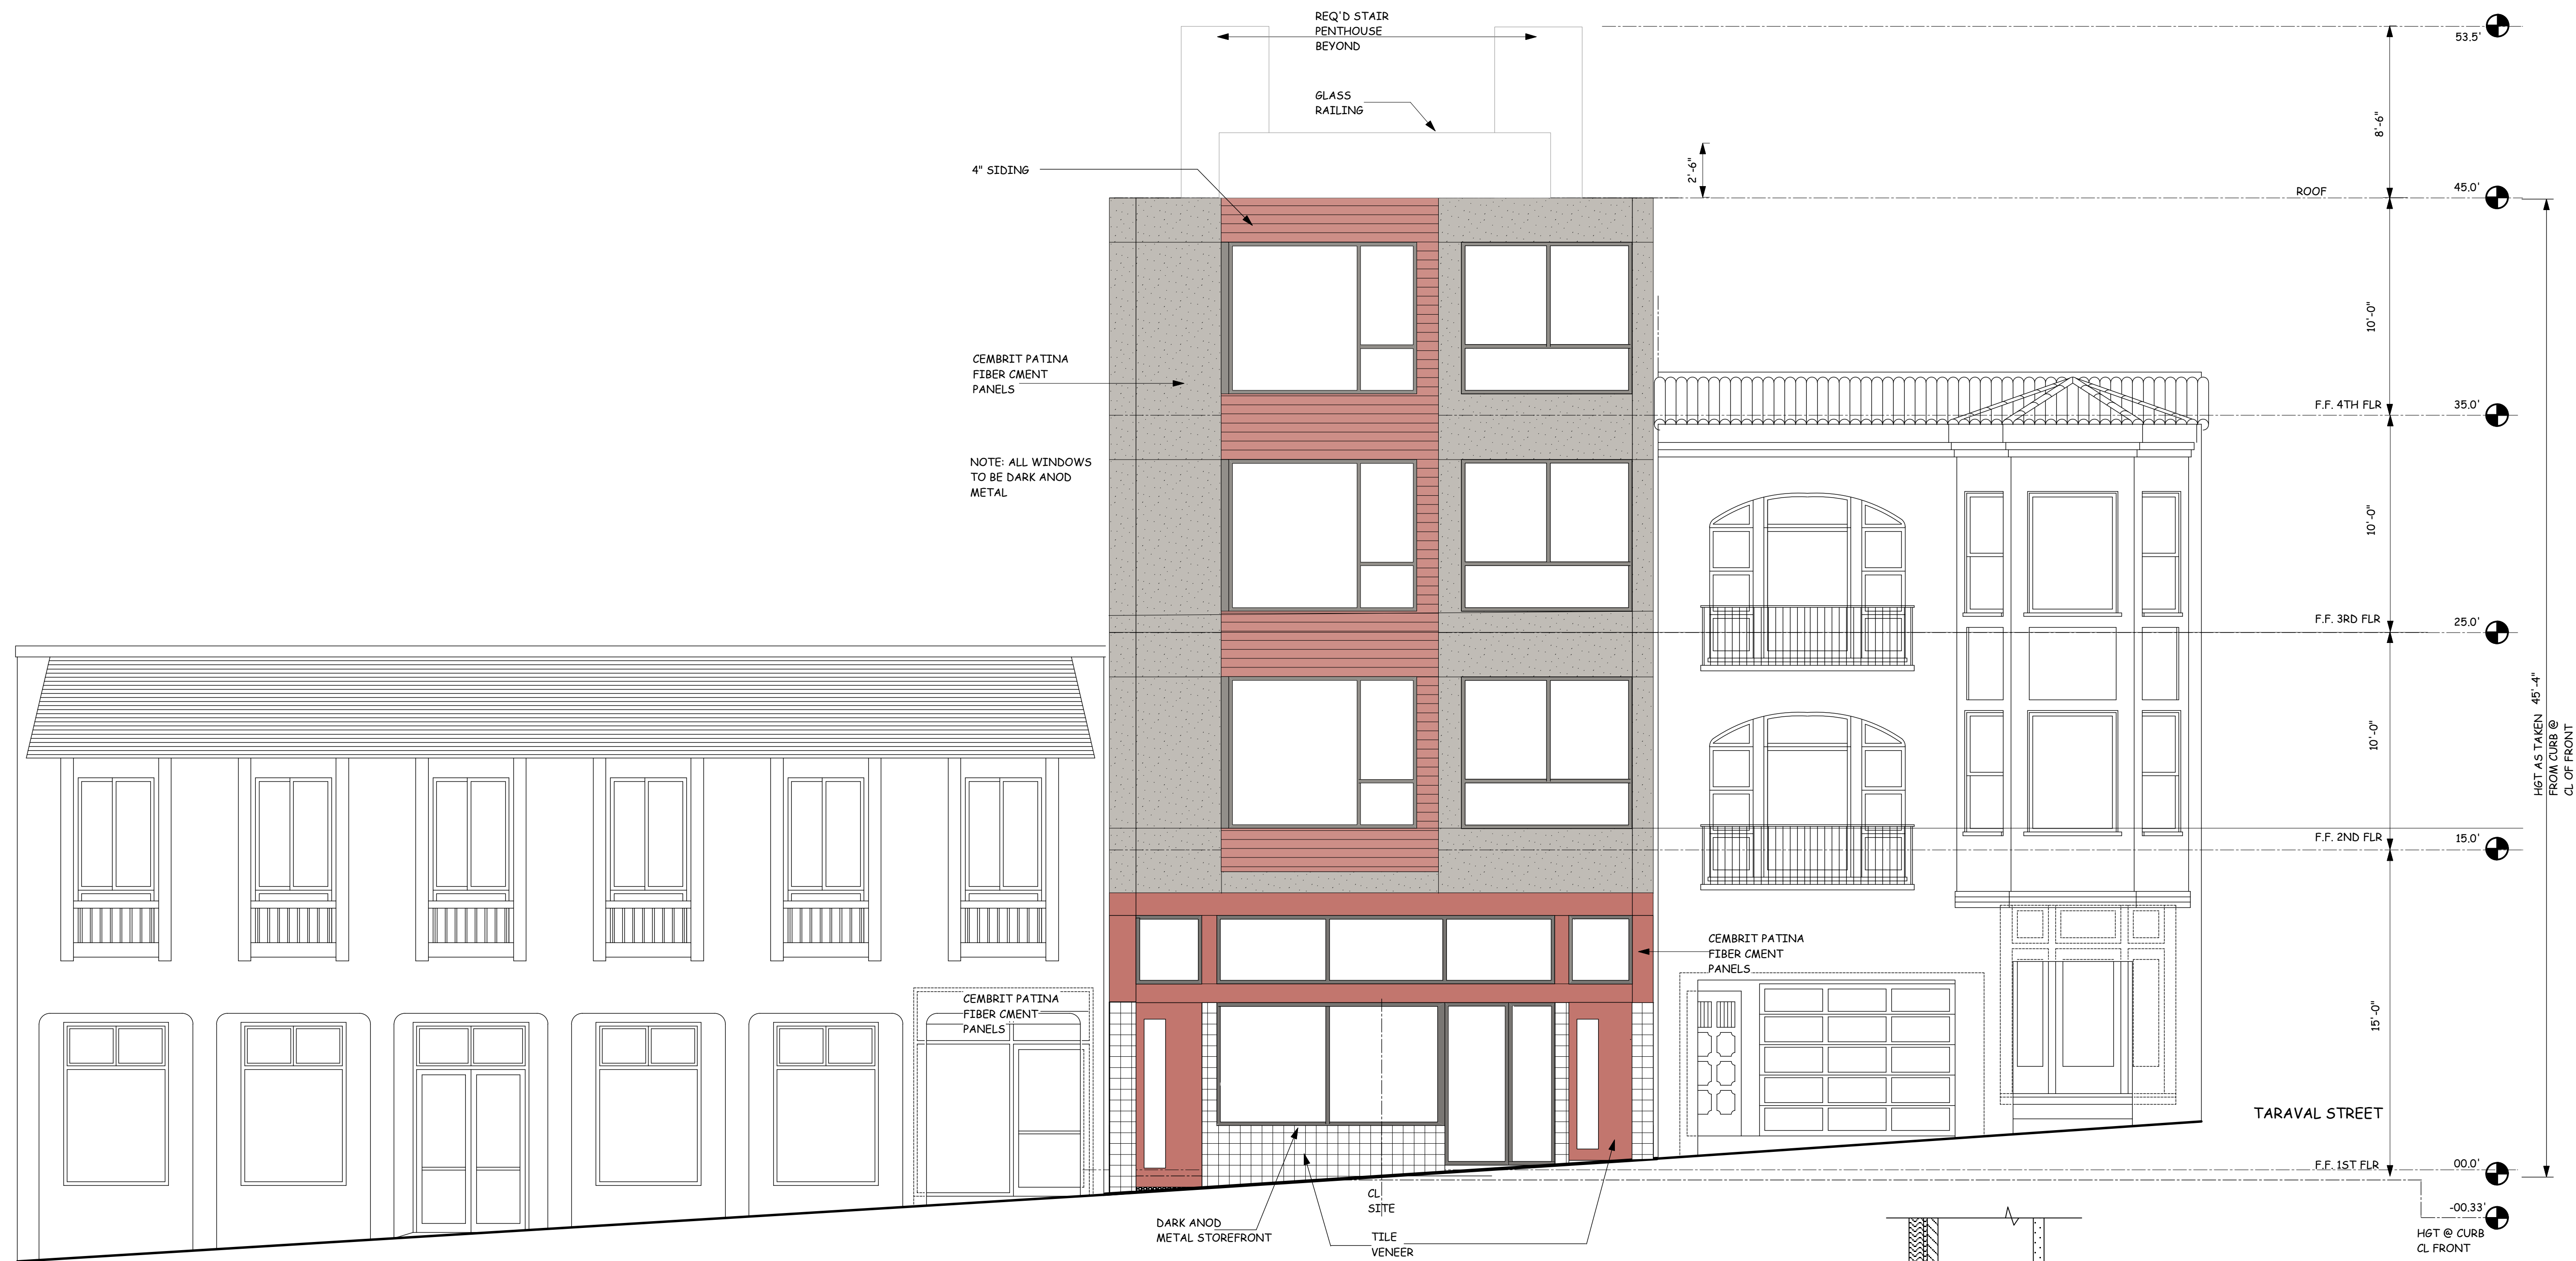 REQ'D STAIR
PENTHOUSE
BEYOND
53.5'
GLASS
RAILING
8'-6"
4" SIDING
2'-6"
ROOF
45.0'
10'-0"
CEMBRIT PATINA
FIBER CMENT
PANELS
F.F. 4TH FLR
35.0'
NOTE: ALL WINDOWS
TO BE DARK ANOD
METAL
10'-0"
F.F. 3RD FLR
25.0'
HGT AS TAKEN 45'-4"
FROM CURB @
CL OF FRONT
10'-0"
F.F. 2ND FLR
15.0'
CEMBRIT PATINA
FIBER CMENT
PANELS
CEMBRIT PATINA
FIBER CMENT
PANELS
15'-0"
TARAVAL STREET
F.F. 1ST FLR
00.0'
CL
SITE
-00.33'
DARK ANOD
METAL STOREFRONT
TILE
VENEER
HGT @ CURB
CL FRONT